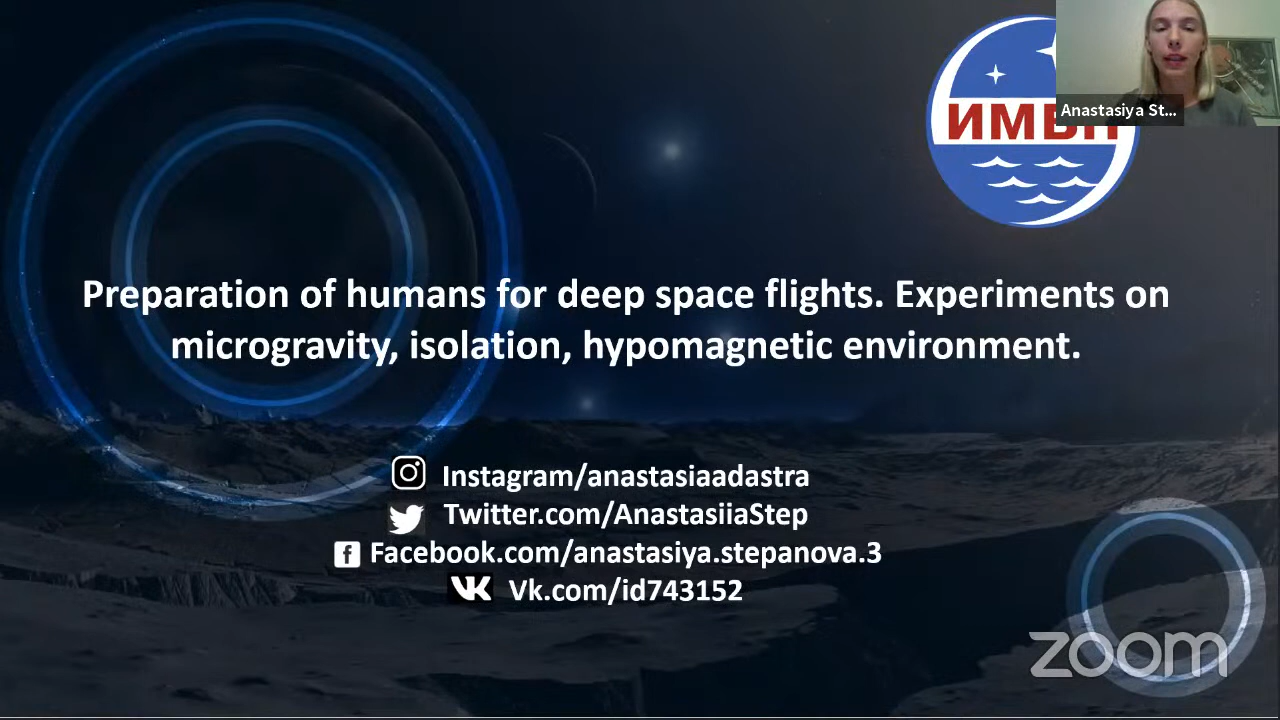 ИМБП
Anastasiya St...
Preparation of humans for deep space flights. Experiments on
microgravity, isolation, hypomagnetic environment.
Instagram/anastasiaadastra
Twitter.com/AnastasiiaStep
Facebook.com/anastasiya.stepanova.3
Vk.com/id743152
zoom